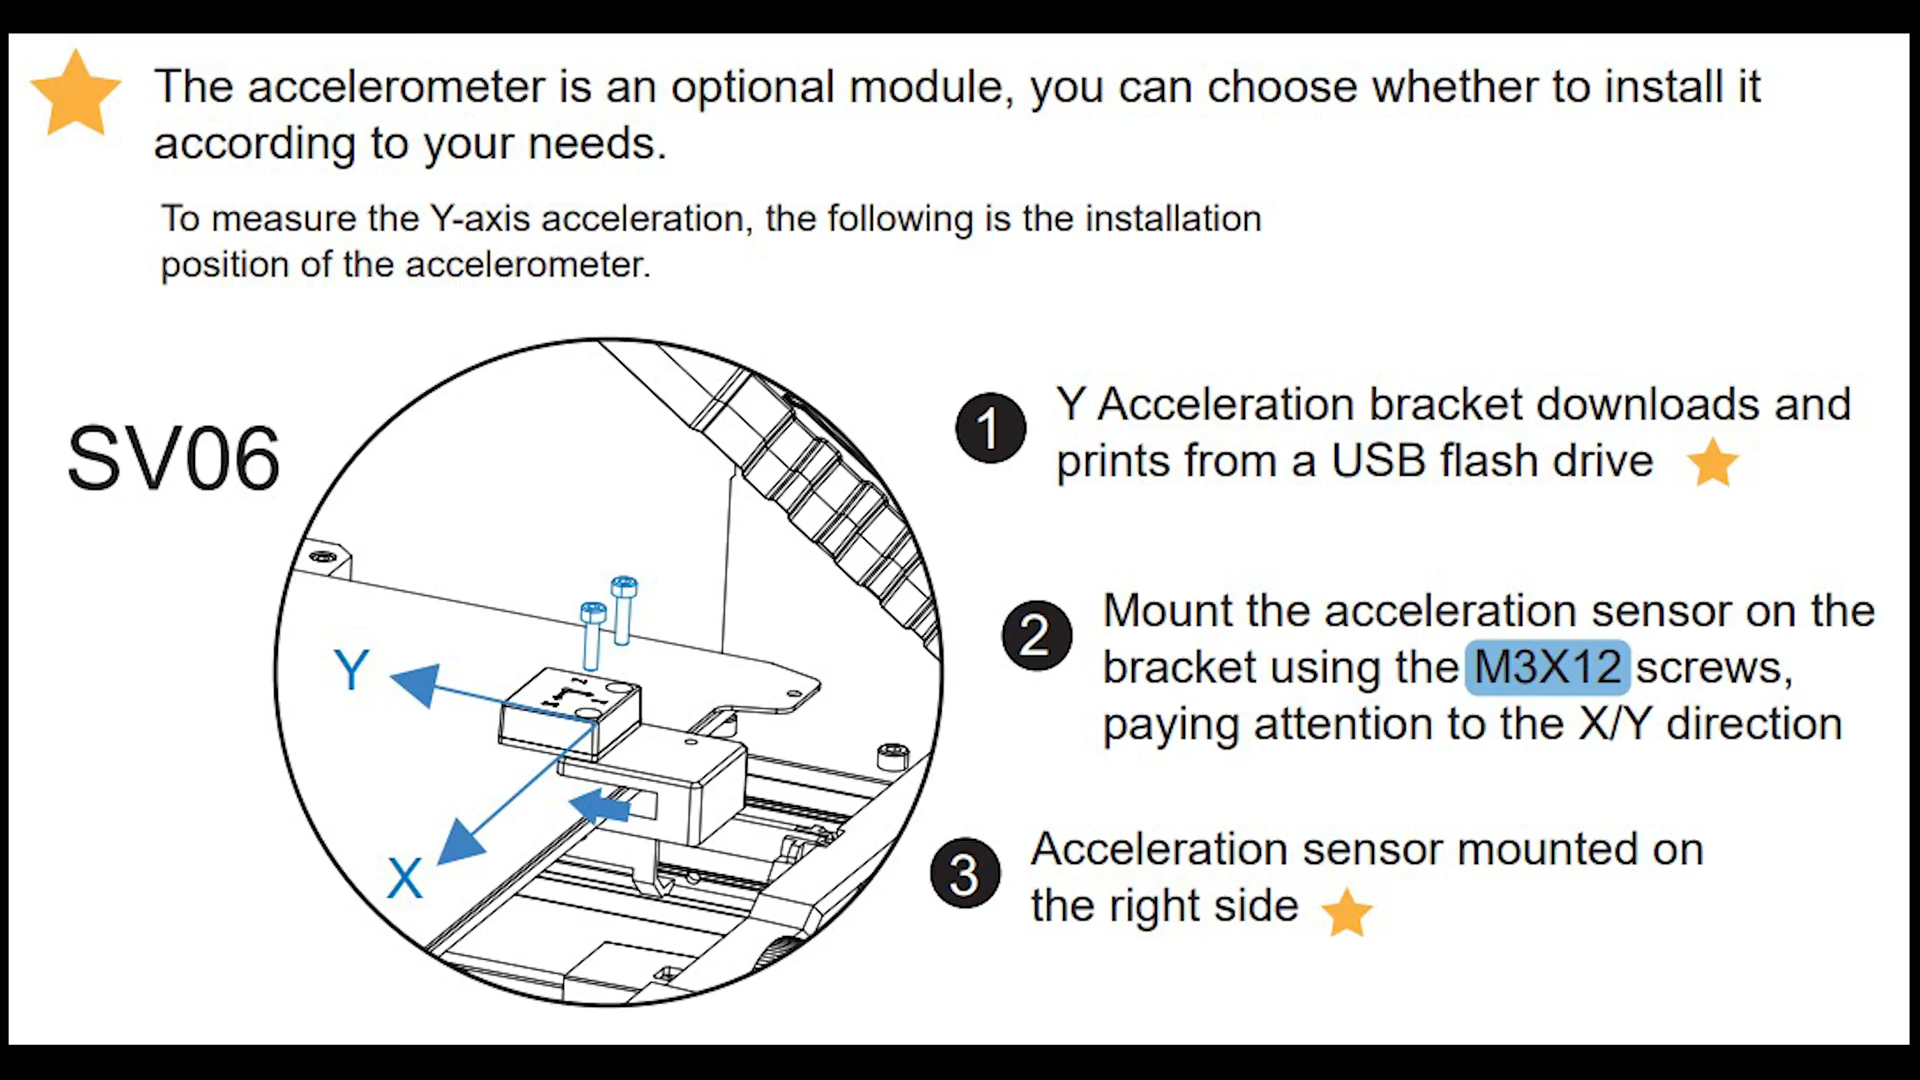 The accelerometer is an optional module, you can choose whether to install it
according to your needs.
To measure the Y-axis acceleration, the following is the installation
position of the accelerometer.
SV06
Y
X
1 Y Acceleration bracket downloads and
prints from a USB flash drive
2 Mount the acceleration sensor on the
bracket using the M3X12 screws,
paying attention to the X/Y direction
3 Acceleration sensor mounted on
the right side